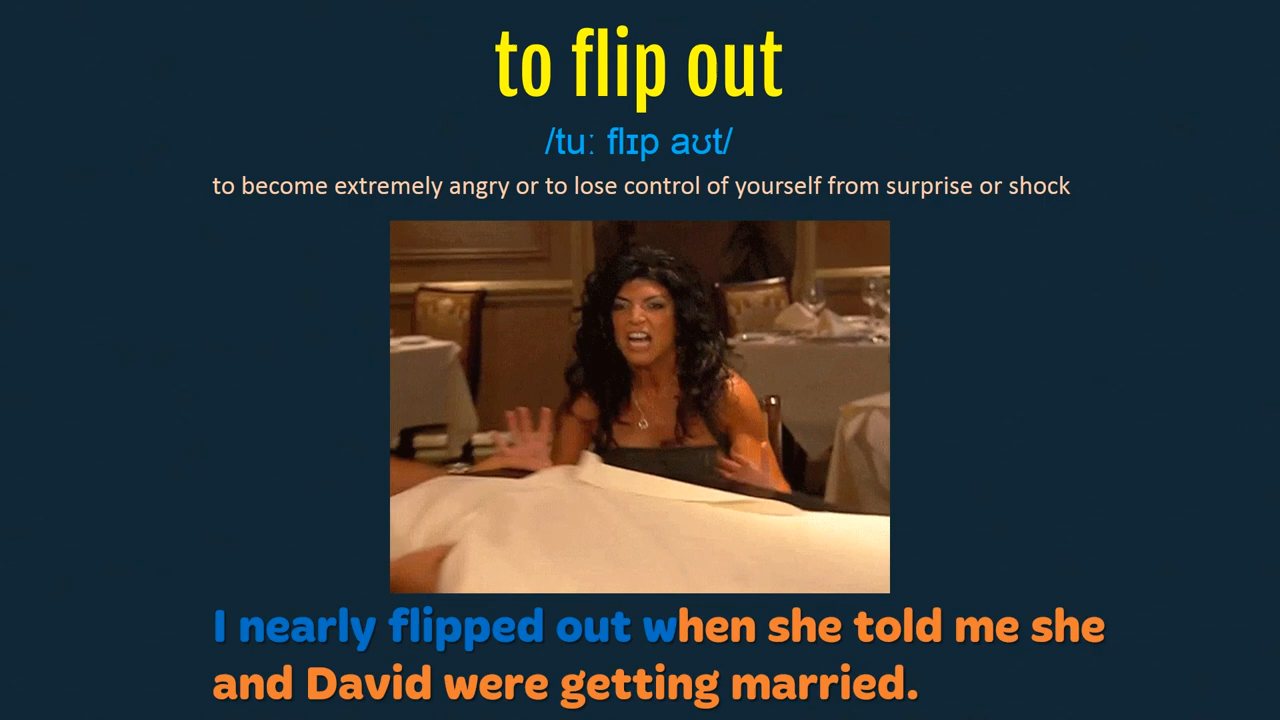 to flip out
/tuː flɪp aʊt/
to become extremely angry or to lose control of yourself from surprise or shock
I nearly flipped out when she told me she
and David were getting married.